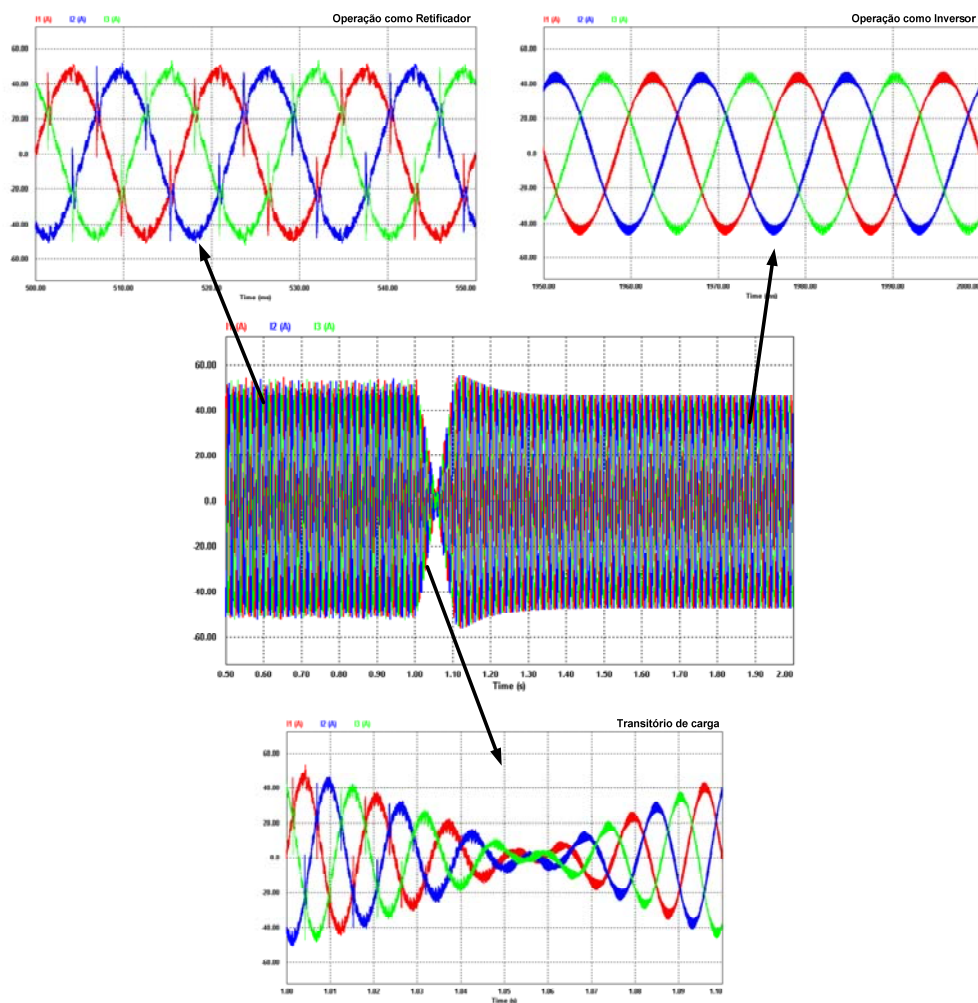 Operação como Retificador
I1 (A) I2 (A) I3 (A)
60.00
40.00
20.00
0.0
-20.00
-40.00
-60.00
500.00 510.00 520.00 530.00 540.00 550.00
Time (ms)
Operação como Inversor
I1 (A) I2 (A) I3 (A)
60.00
40.00
20.00
0.0
-20.00
-40.00
-60.00
1950.00 1960.00 1970.00 1980.00 1990.00 2000.00
Time (ms)
I1 (A) I2 (A) I3 (A)
60.00
40.00
20.00
0.0
-20.00
-40.00
-60.00
0.50 0.60 0.70 0.80 0.90 1.00 1.10 1.20 1.30 1.40 1.50 1.60 1.70 1.80 1.90 2.00
Time (s)
Transitório de carga
I1 (A) I2 (A) I3 (A)
60.00
40.00
20.00
0.0
-20.00
-40.00
-60.00
1.00 1.01 1.02 1.03 1.04 1.05 1.06 1.07 1.08 1.09 1.10
Time (s)